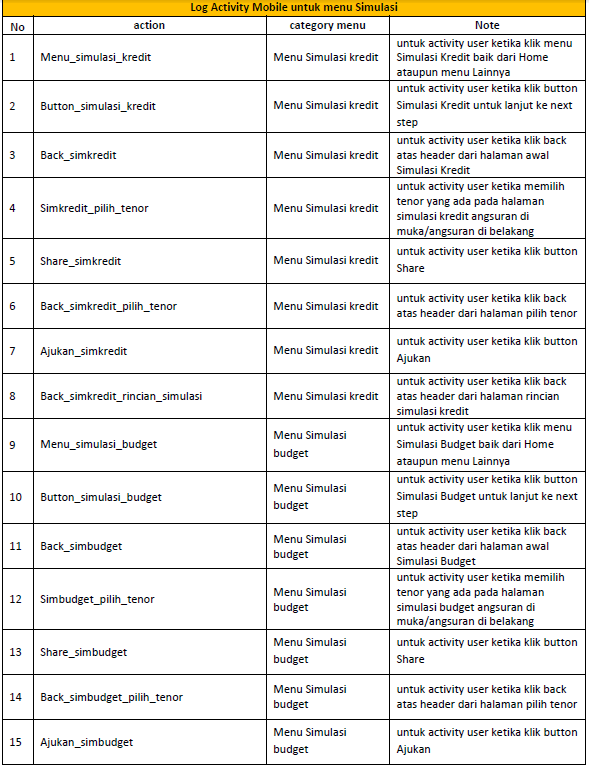 Log Activity Mobile untuk menu Simulasi
No action category menu Note
1 Menu_simulasi_kredit Menu Simulasi kredit untuk activity user ketika klik menu
Simulasi Kredit baik dari Home
ataupun menu Lainnya
2 Button_simulasi_kredit Menu Simulasi kredit untuk activity user ketika klik button
Simulasi Kredit untuk lanjut ke next
step
3 Back_simkredit Menu Simulasi kredit untuk activity user ketika klik back
atas header dari halaman awal
Simulasi Kredit
4 Simkredit_pilih_tenor Menu Simulasi kredit untuk activity user ketika memilih
tenor yang ada pada halaman
simulasi kredit angsuran di
muka/angsuran di belakang
5 Share_simkredit Menu Simulasi kredit untuk activity user ketika klik button
Share
6 Back_simkredit_pilih_tenor Menu Simulasi kredit untuk activity user ketika klik back
atas header dari halaman pilih tenor
7 Ajukan_simkredit Menu Simulasi kredit untuk activity user ketika klik button
Ajukan
8 Back_simkredit_rincian_simulasi Menu Simulasi kredit untuk activity user ketika klik back
atas header dari halaman rincian
simulasi kredit
9 Menu_simulasi_budget Menu Simulasi
budget untuk activity user ketika klik menu
Simulasi Budget baik dari Home
ataupun menu Lainnya
10 Button_simulasi_budget Menu Simulasi
budget untuk activity user ketika klik button
Simulasi Budget untuk lanjut ke next
step
11 Back_simbudget Menu Simulasi
budget untuk activity user ketika klik back
atas header dari halaman awal
Simulasi Budget
12 Simbudget_pilih_tenor Menu Simulasi
budget untuk activity user ketika memilih
tenor yang ada pada halaman
simulasi budget angsuran di
muka/angsuran di belakang
13 Share_simbudget Menu Simulasi
budget untuk activity user ketika klik button
Share
14 Back_simbudget_pilih_tenor Menu Simulasi
budget untuk activity user ketika klik back
atas header dari halaman pilih tenor
15 Ajukan_simbudget Menu Simulasi
budget untuk activity user ketika klik button
Ajukan